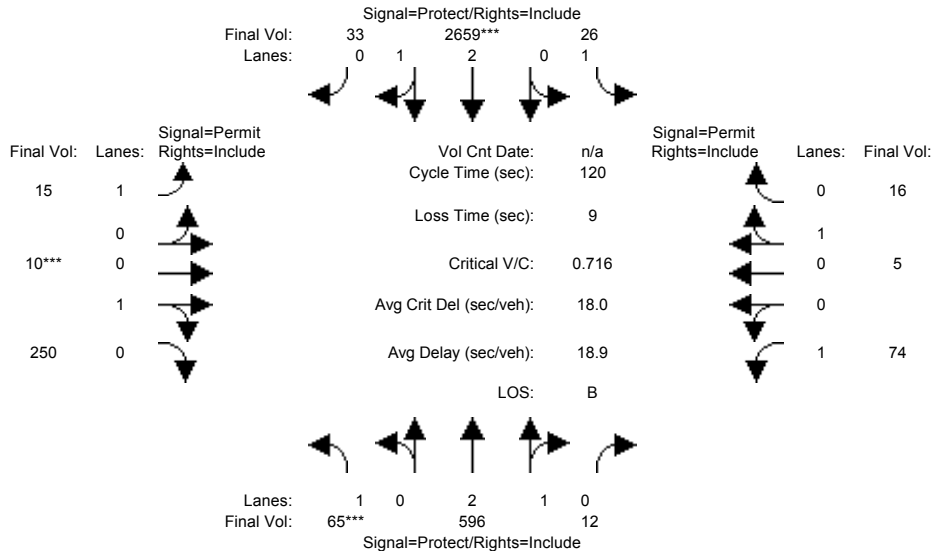 Signal=Protect/Rights=Include
Final Vol: 33 2659*** 26
Lanes: 0 1 2 0 1
Signal=Permit Signal=Permit
Final Vol: Lanes: Rights=Include Vol Cnt Date: n/a Rights=Include Lanes: Final Vol:
Cycle Time (sec): 120
15 1 0 16
Loss Time (sec): 9
0 1
10*** 0 Critical V/C: 0.716 0 5
1 Avg Crit Del (sec/veh): 18.0 0
250 0 Avg Delay (sec/veh): 18.9 1 74
LOS: B
Lanes: 1 0 2 1 0
Final Vol: 65*** 596 12
Signal=Protect/Rights=Include